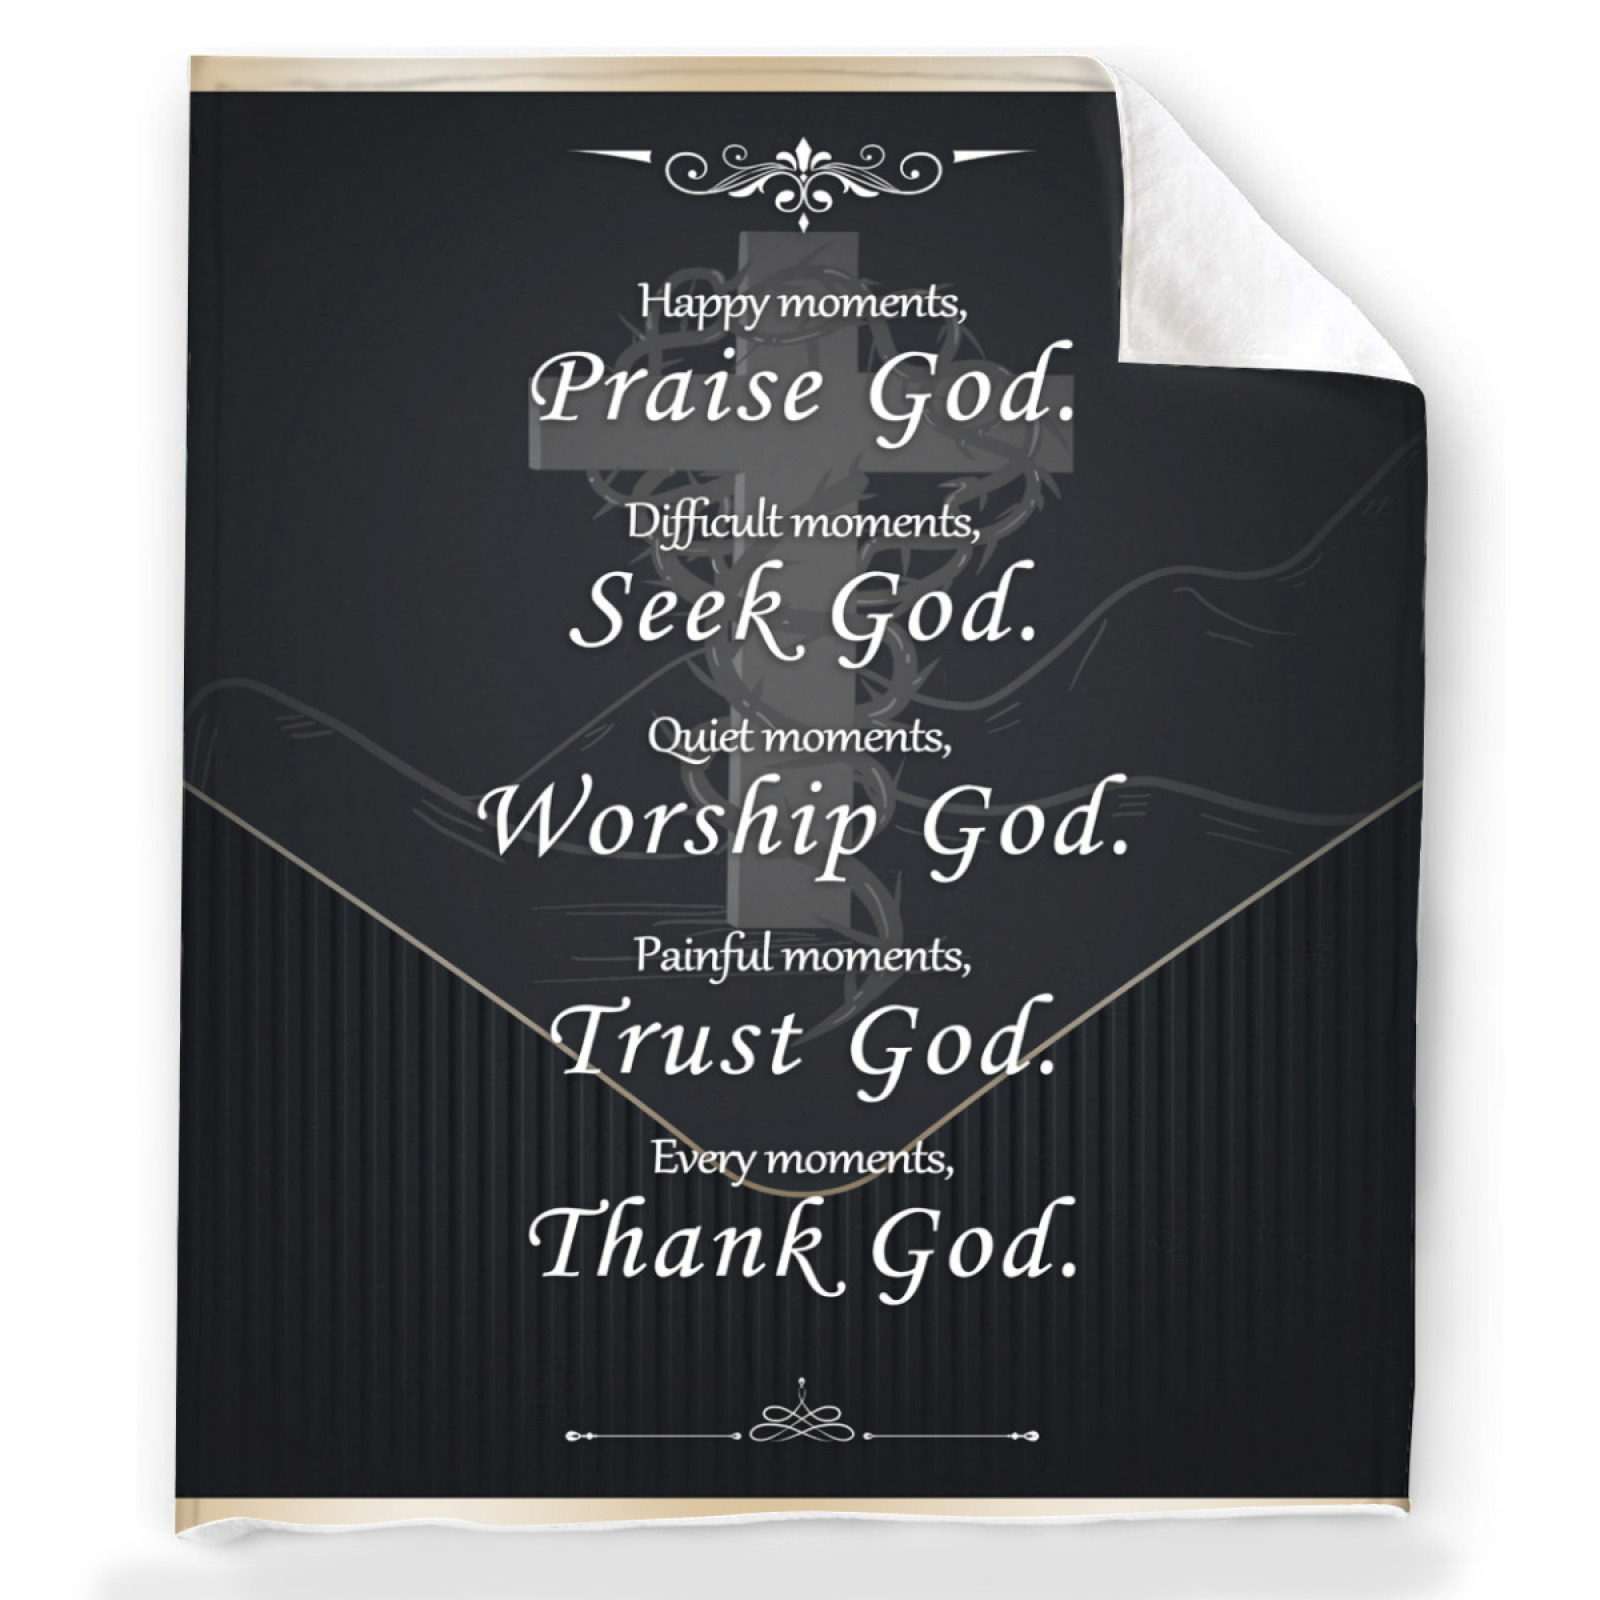 Happy moments,
Praise God.
Difficult moments,
Seek God.
Quiet moments,
Worship God.
Painful moments,
Trust God.
Every moments,
Thank God.